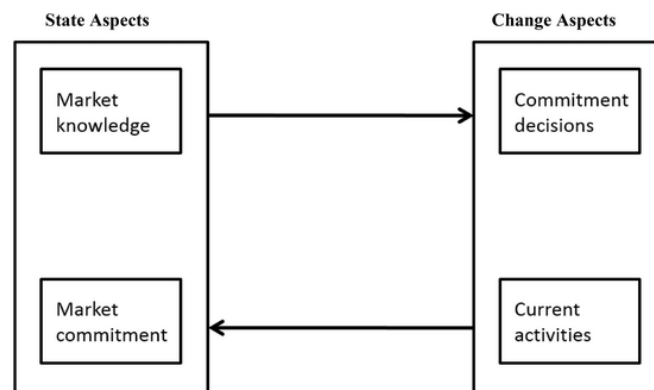 State Aspects
Change Aspects
Market
knowledge
Commitment
decisions
Market
commitment
Current
activities